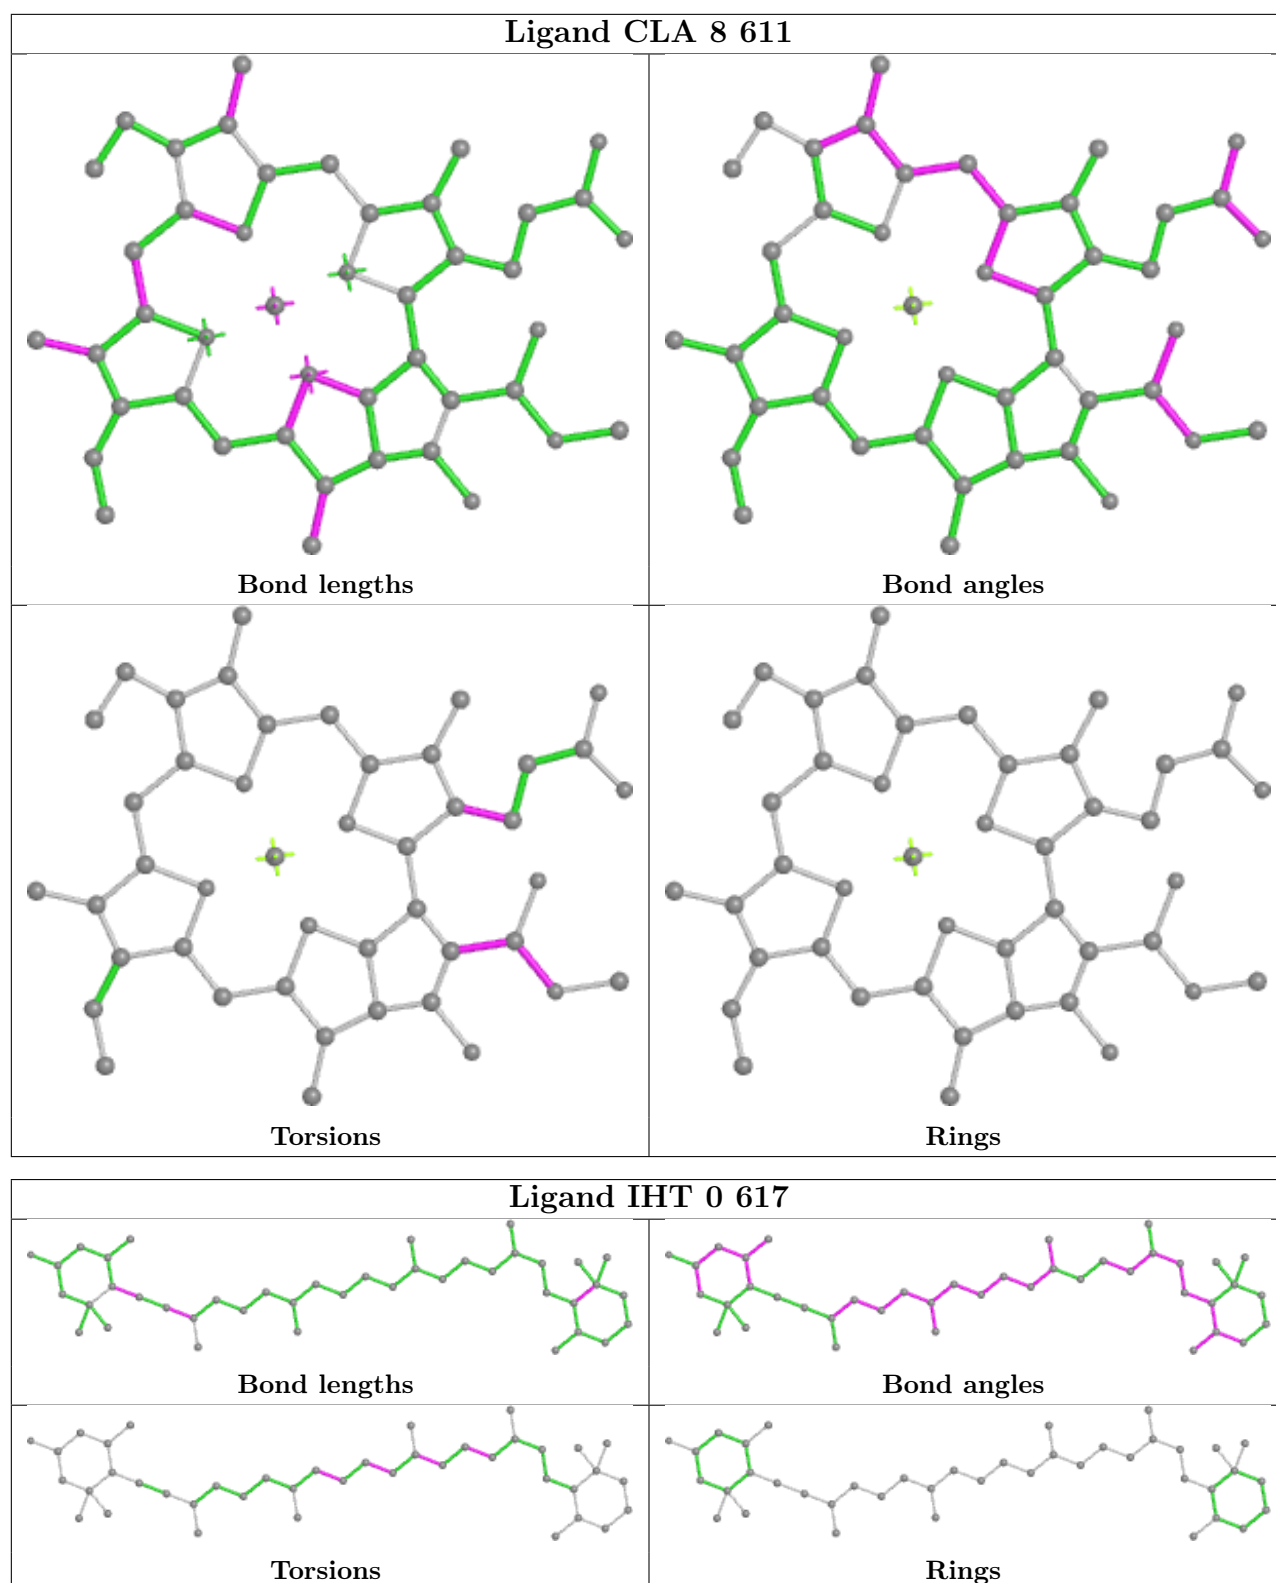 Ligand CLA 8 611
Bond lengths
Bond angles
Torsions
Rings
Ligand IHT 0 617
Bond lengths
Bond angles
Torsions
Rings